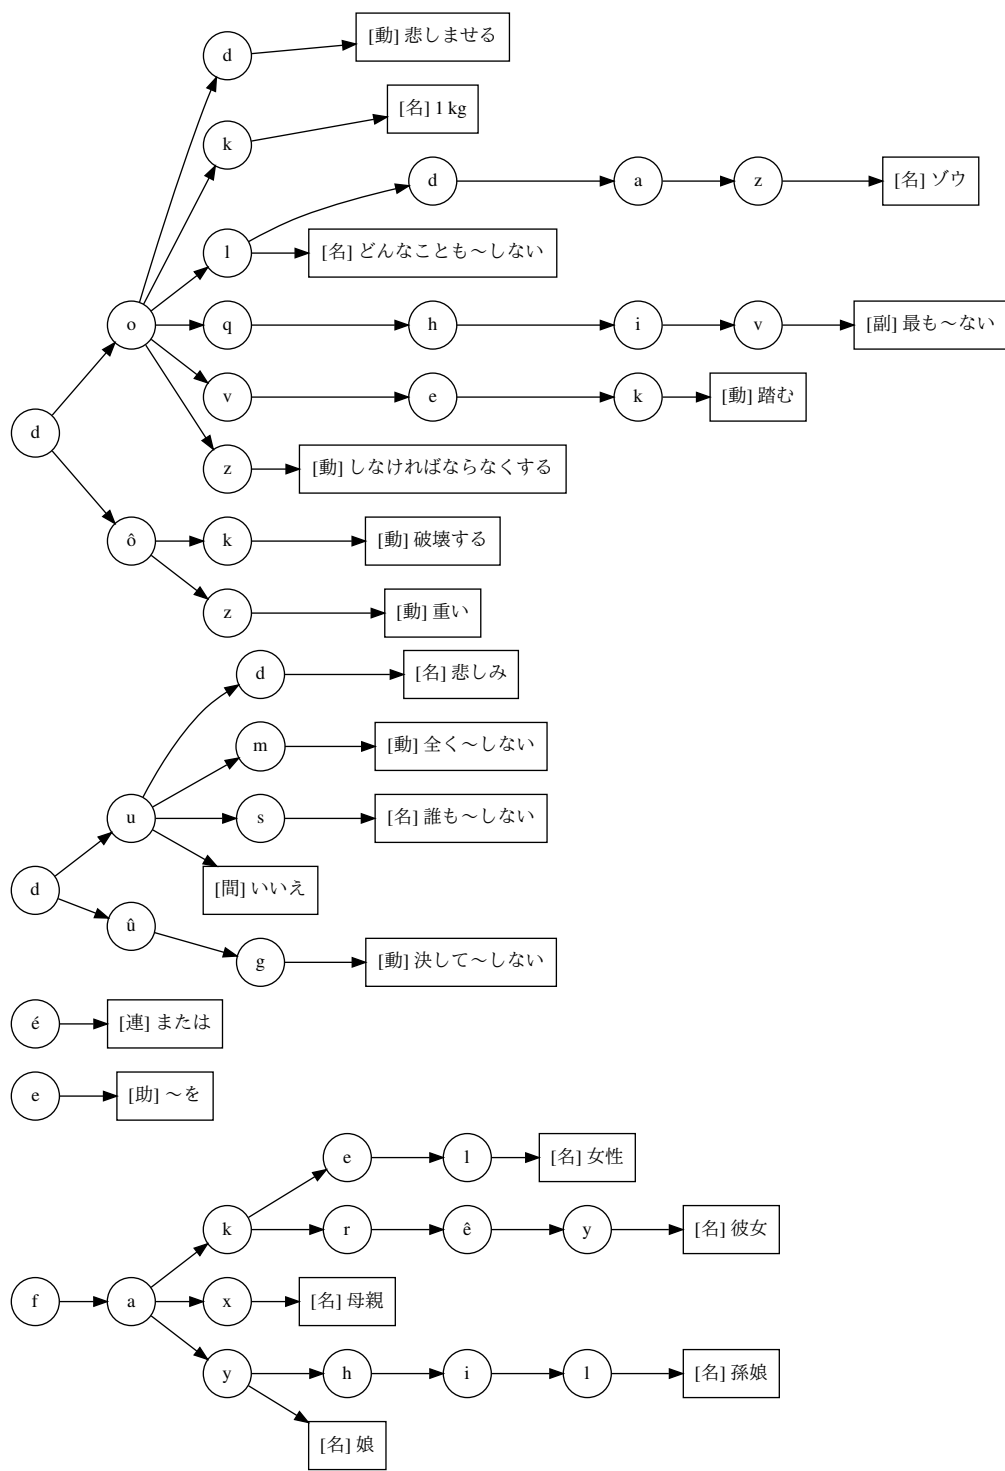 d
[動] 悲しませる
k
[名] 1 kg
d a z [名] ゾウ
l [名] どんなことも〜しない
o q h i v [副] 最も〜ない
v e k [動] 踏む
d
z [動] しなければならなくする
ô k [動] 破壊する
z [動] 重い
d [名] 悲しみ
m [動] 全く〜しない
u s [名] 誰も〜しない
d [間] いいえ
û
g [動] 決して〜しない
é [連] または
e [助] 〜を
e l [名] 女性
k r ê y [名] 彼女
f a x [名] 母親
y h i l [名] 孫娘
[名] 娘